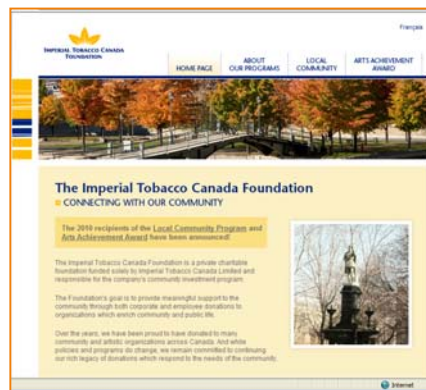 Français
IMPERIAL TOBACCO CANADA
FOUNDATION
HOME PAGE
ABOUT
OUR PROGRAMS
LOCAL
COMMUNITY
ARTS ACHIEVEMENT
AWARD
The Imperial Tobacco Canada Foundation
CONNECTING WITH OUR COMMUNITY
The 2010 recipients of the Local Community Program and
Arts Achievement Award have been announced!
The Imperial Tobacco Canada Foundation is a private charitable
foundation funded solely by Imperial Tobacco Canada Limited and
responsible for the company's community investment program.
The Foundation's goal is to provide meaningful support to the
community through both corporate and employee donations to
organizations which enrich community and public life.
Over the years, we have been proud to have donated to many
community and artistic organizations across Canada. And while
policies and programs do change, we remain committed to continuing
our rich legacy of donations which respond to the needs of the community.
Internet